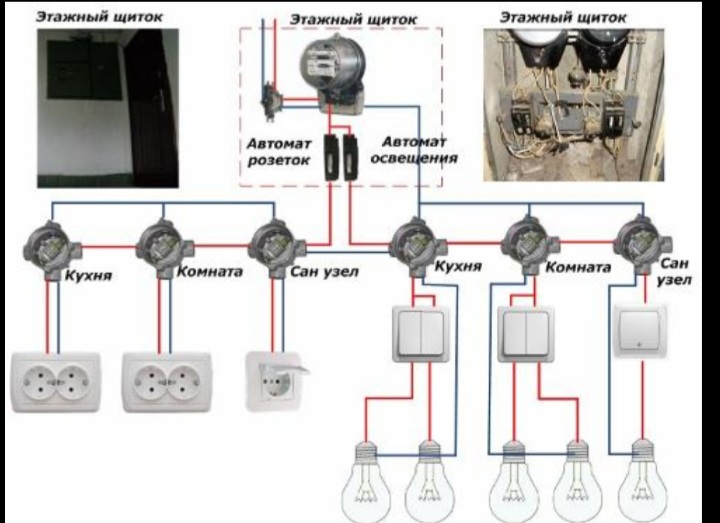 Этажный щиток
Этажный щиток
Этажный щиток
Автомат
розеток
Автомат
освещения
Кухня
Комната
Сан узел
Кухня
Комната
Сан
узел